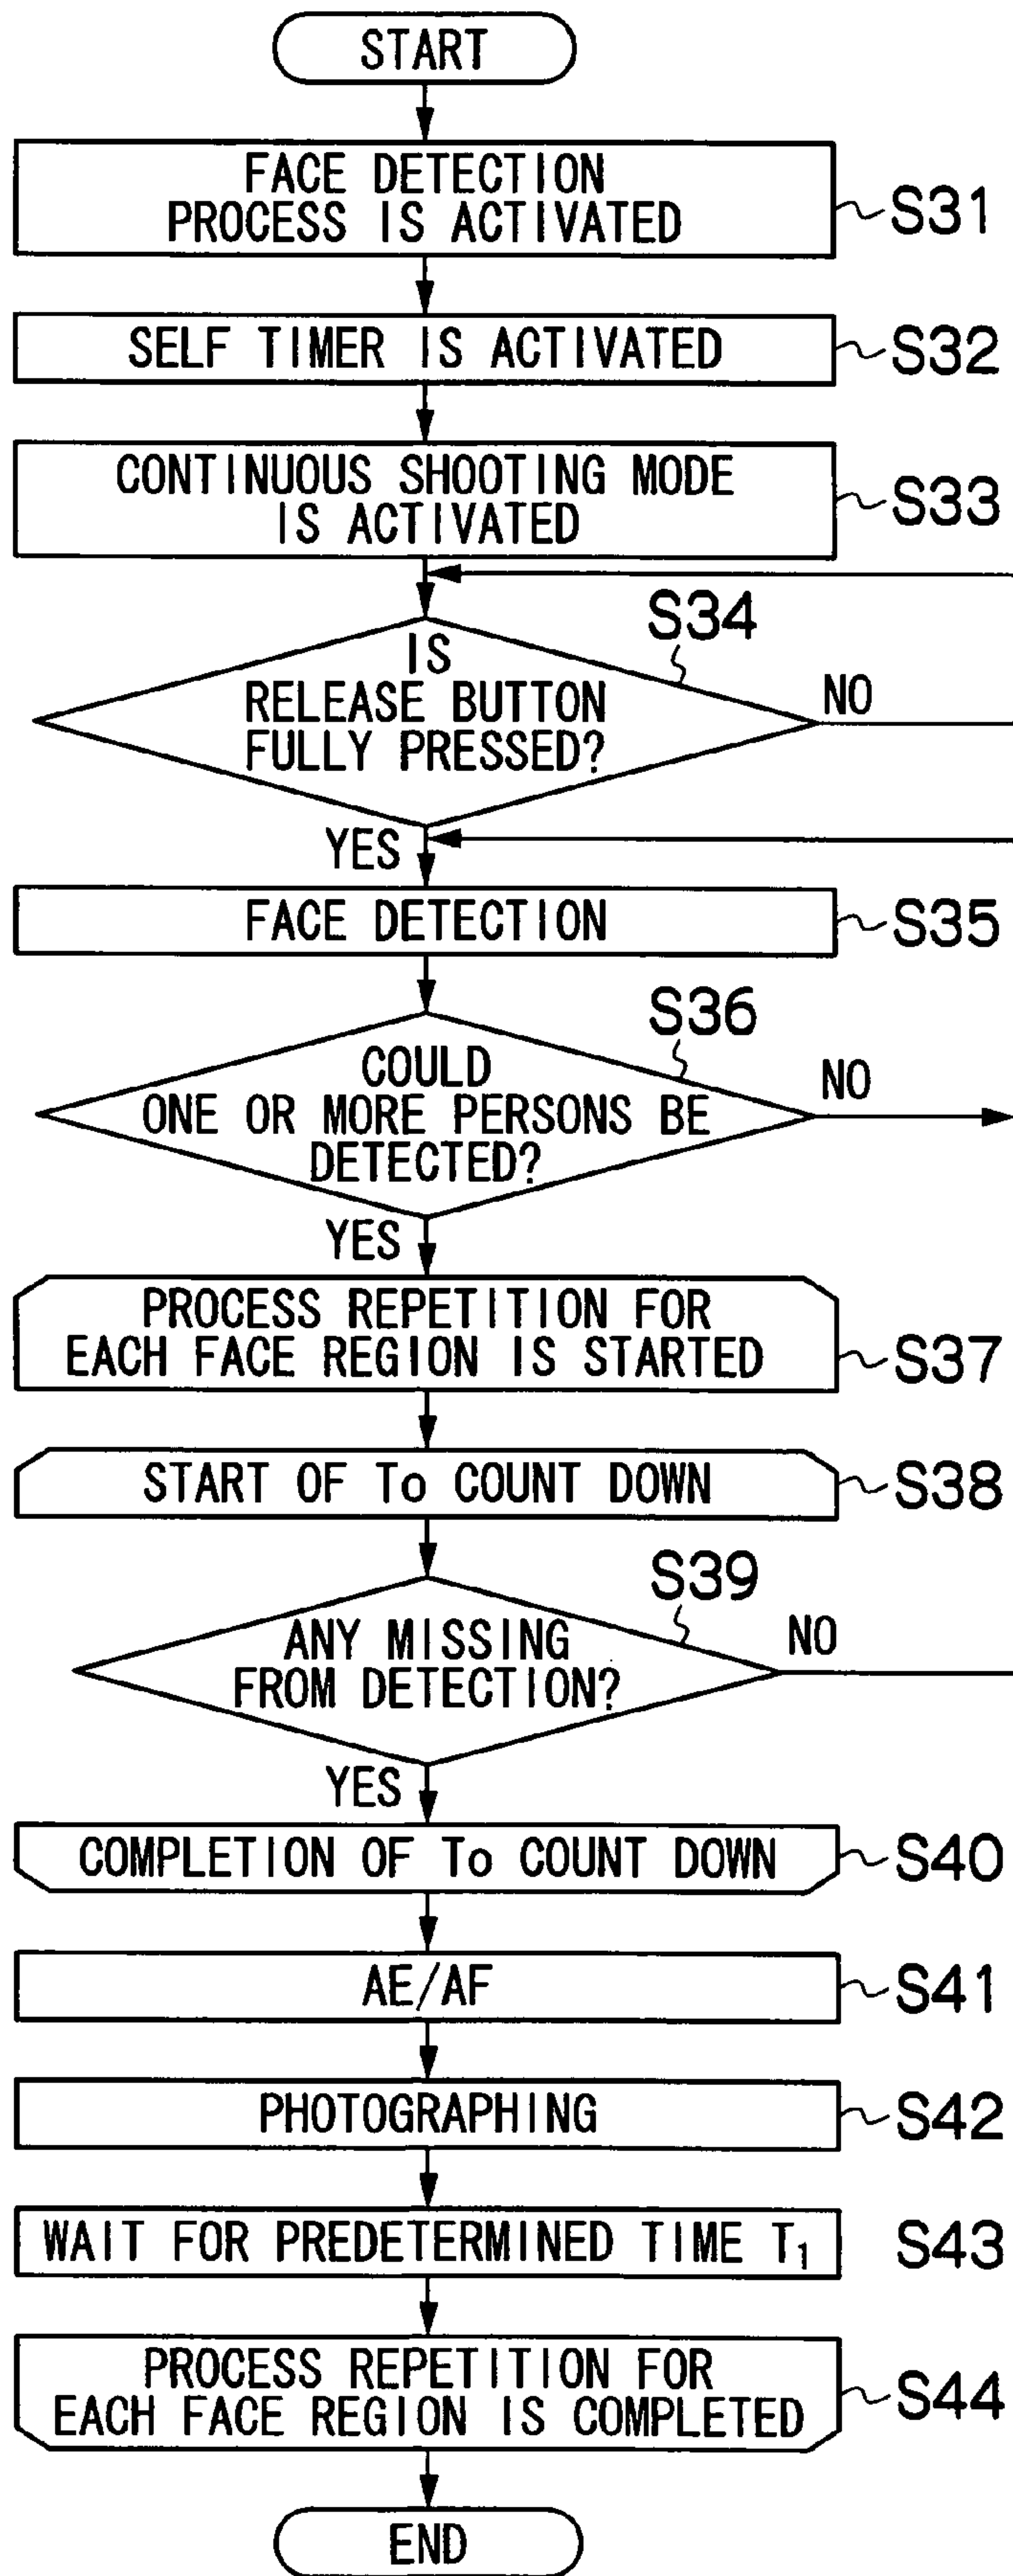 START
FACE DETECTION
PROCESS IS ACTIVATED
S31
SELF TIMER IS ACTIVATED
S32
CONTINUOUS SHOOTING MODE
IS ACTIVATED
S33
S34
IS
RELEASE BUTTON
FULLY PRESSED?
NO
YES
FACE DETECTION
S35
S36
COULD
ONE OR MORE PERSONS BE
DETECTED?
NO
YES
PROCESS REPETITION FOR
EACH FACE REGION IS STARTED
S37
START OF To COUNT DOWN
S38
S39
ANY MISSING
FROM DETECTION?
NO
YES
COMPLETION OF To COUNT DOWN
S40
AE/AF
S41
PHOTOGRAPHING
S42
WAIT FOR PREDETERMINED TIME T₁
S43
PROCESS REPETITION FOR
EACH FACE REGION IS COMPLETED
S44
END